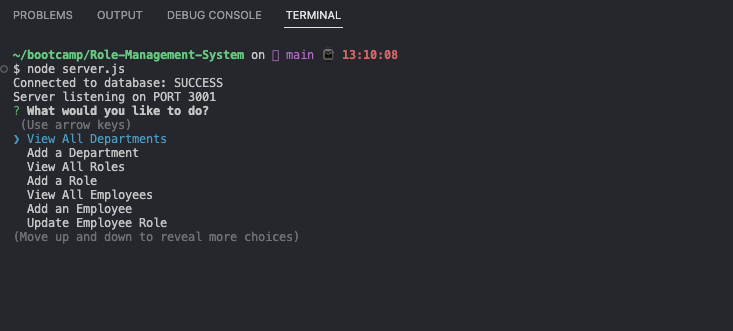 PROBLEMS OUTPUT DEBUG CONSOLE TERMINAL
~/bootcamp/Role-Management-System on main 13:10:08
$ node server.js
Connected to database: SUCCESS
Server listening on PORT 3001
? What would you like to do?
(Use arrow keys)
❯ View All Departments
Add a Department
View All Roles
Add a Role
View All Employees
Add an Employee
Update Employee Role
(Move up and down to reveal more choices)